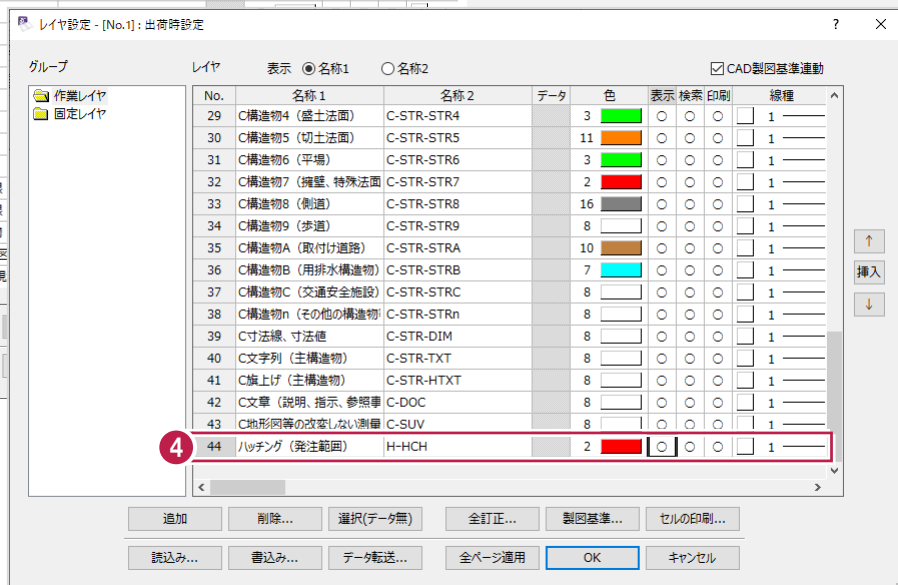 レイヤ設定 - [No.1] : 出荷時設定 ?
グループ レイヤ 表示 名称1 名称2 CAD製図基準連動
作業レイヤ
固定レイヤ
No. 名称1 名称2 データ 色 表示 検索 印刷 線種
29 C構造物4（盛土法面） C-STR-STR4 3 ○ ○ ○ 1
30 C構造物5（切土法面） C-STR-STR5 11 ○ ○ ○ 1
31 C構造物6（平場） C-STR-STR6 3 ○ ○ ○ 1
32 C構造物7（擁壁、特殊法面 C-STR-STR7 2 ○ ○ ○ 1
33 C構造物8（側道） C-STR-STR8 16 ○ ○ ○ 1
34 C構造物9（歩道） C-STR-STR9 8 ○ ○ ○ 1
35 C構造物A（取付け道路） C-STR-STRA 10 ○ ○ ○ 1
36 C構造物B（用排水構造物） C-STR-STRB 7 ○ ○ ○ 1
37 C構造物C（交通安全施設） C-STR-STRC 8 ○ ○ ○ 1
38 C構造物n（その他の構造物 C-STR-STRn 8 ○ ○ ○ 1
39 C寸法線、寸法値 C-STR-DIM 8 ○ ○ ○ 1
40 C文字列（主構造物） C-STR-TXT 8 ○ ○ ○ 1
41 C旗上げ（主構造物） C-STR-HTXT 8 ○ ○ ○ 1
42 C文章（説明、指示、参照事 C-DOC 8 ○ ○ ○ 1
43 C地形図等の改変しない測量 C-SUV 8 ○ ○ ○ 1
4 44 ハッチング（発注範囲） H-HCH 2 ○ ○ ○ 1
↑
挿入
↓
追加 削除... 選択(データ無) 全訂正... 製図基準... セルの印刷...
読込み... 書込み... データ転送... 全ページ適用 OK キャンセル